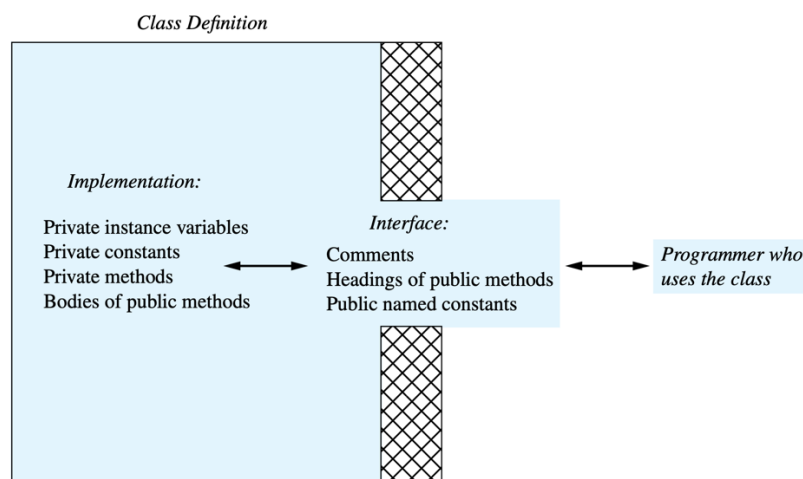 Class Definition
Implementation:
Private instance variables
Private constants
Private methods
Bodies of public methods
Interface:
Comments
Headings of public methods
Public named constants
Programmer who
uses the class